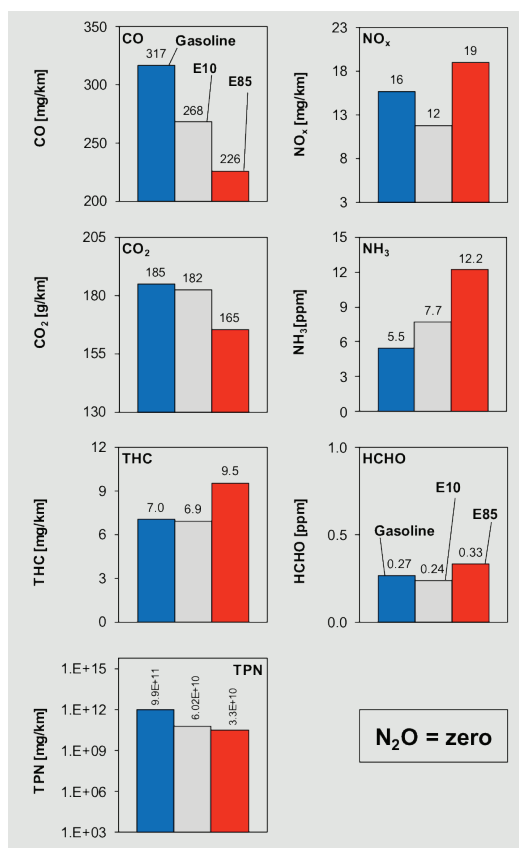 CO
Gasoline
317
E10
268
E85
226
350
300
250
200
CO [mg/km]
NOx
16
12
19
23
18
13
8
3
NOx [mg/km]
CO2
185
182
165
205
180
155
130
CO2 [g/km]
NH3
5.5
7.7
12.2
15
12
9
6
3
0
NH3[ppm]
THC
7.0
6.9
9.5
12
9
6
3
0
THC [mg/km]
HCHO
E10
Gasoline
E85
0.27
0.24
0.33
1.0
0.5
0.0
HCHO [ppm]
TPN
9.9E+11
6.02E+10
3.3E+10
1.E+15
1.E+12
1.E+09
1.E+06
1.E+03
TPN [mg/km]
N2O = zero